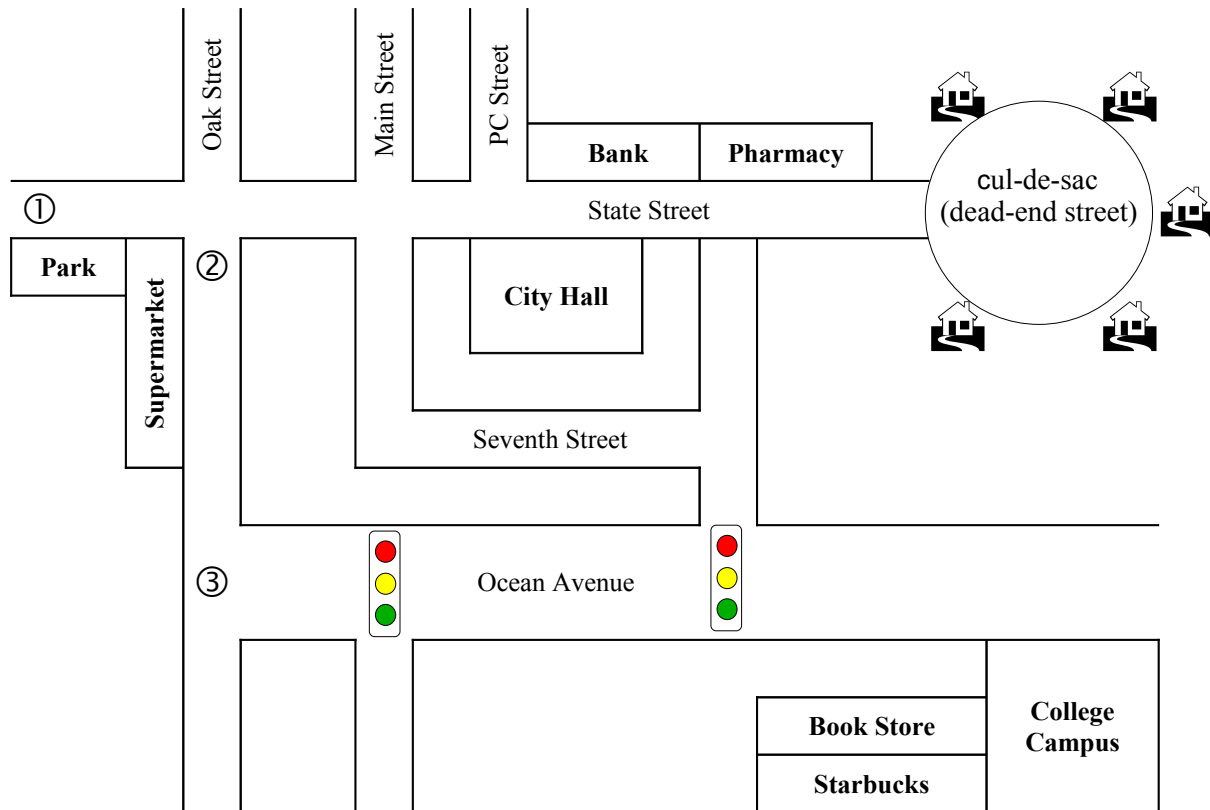 Oak Street
Main Street
PC Street
Bank
Pharmacy
cul-de-sac
(dead-end street)
①
State Street
Park
②
Supermarket
City Hall
Seventh Street
③
Ocean Avenue
Book Store
College
Campus
Starbucks